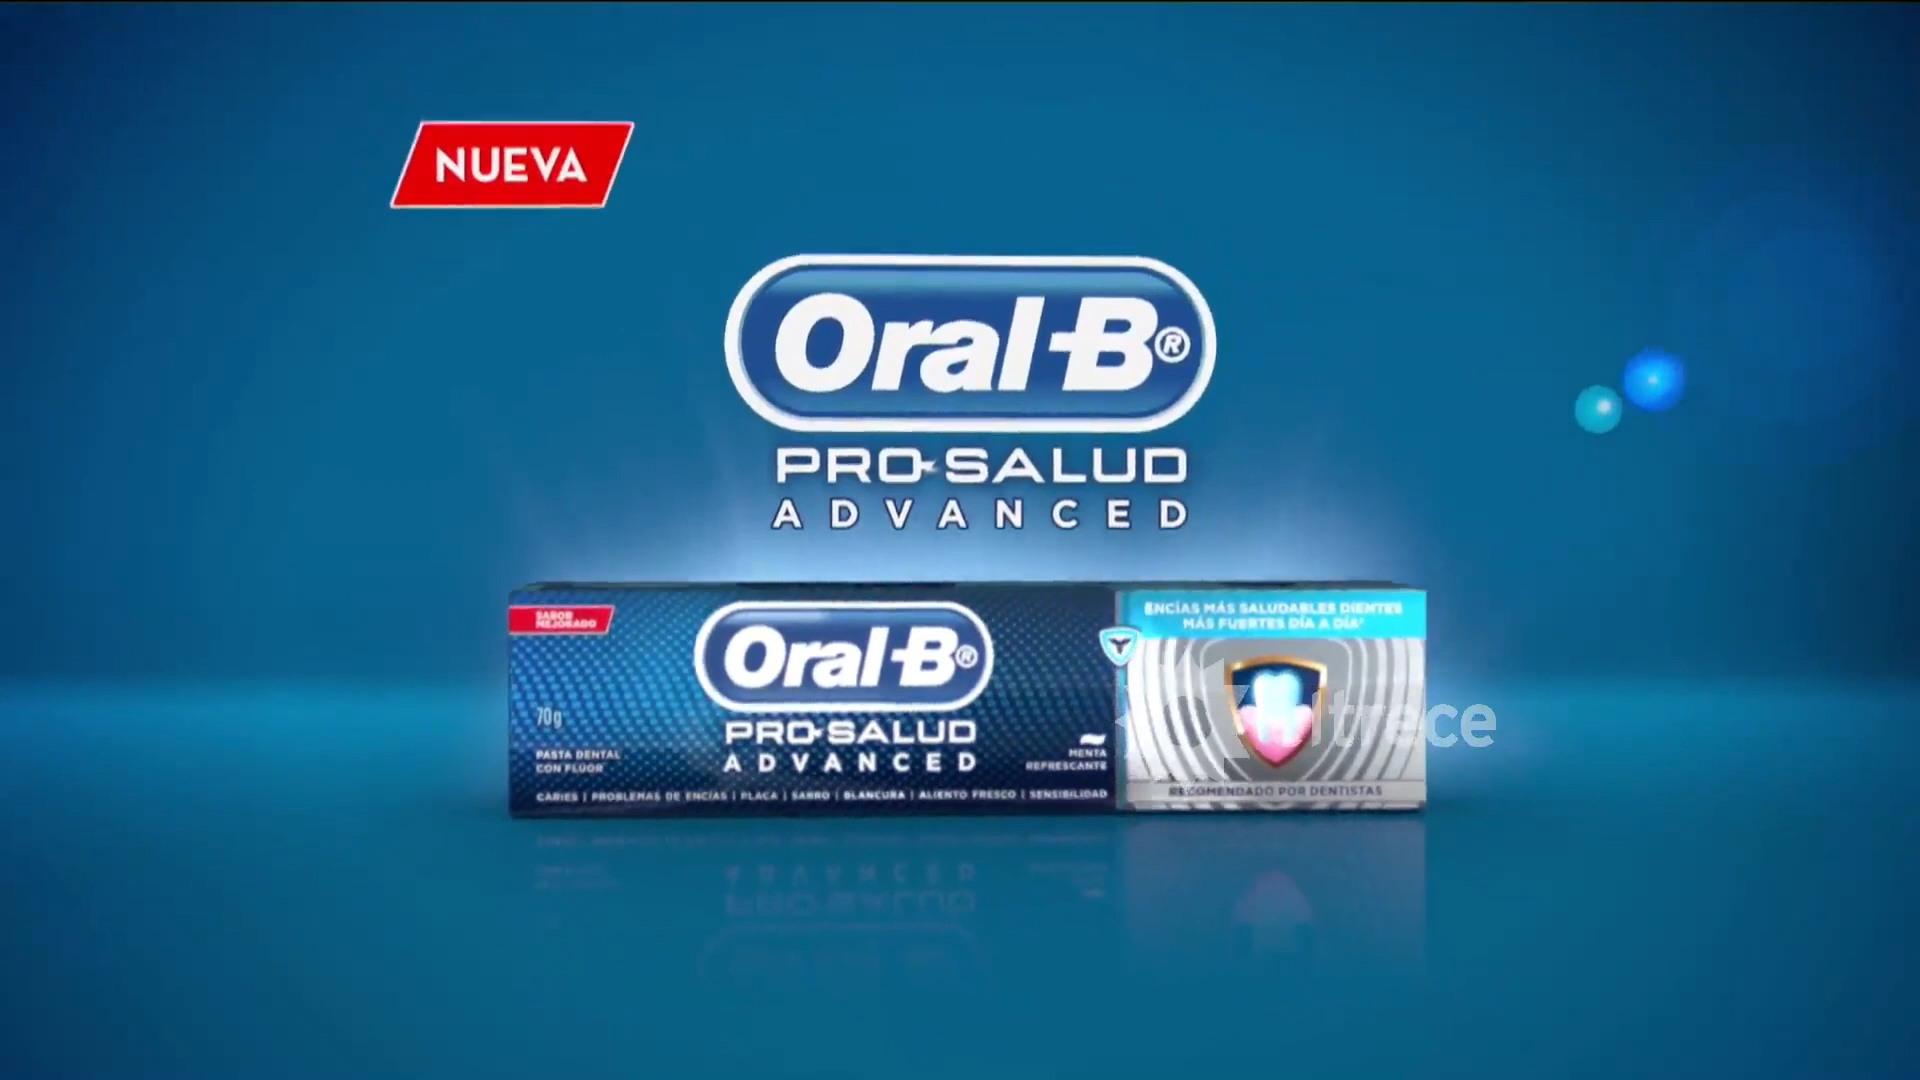 NUEVA
Oral-B®
PRO-SALUD
ADVANCED
SABOR
MEJORADO
Oral-B®
PRO-SALUD
ADVANCED
70g
PASTA DENTAL
CON FLÚOR
MENTA
REFRESCANTE
CARIES | PROBLEMAS DE ENCÍAS | PLACA | SARRO | BLANCURA | ALIENTO FRESCO | SENSIBILIDAD
ENCÍAS MÁS SALUDABLES DIENTES
MÁS FUERTES DÍA A DÍA*
eltrece
RECOMENDADO POR DENTISTAS